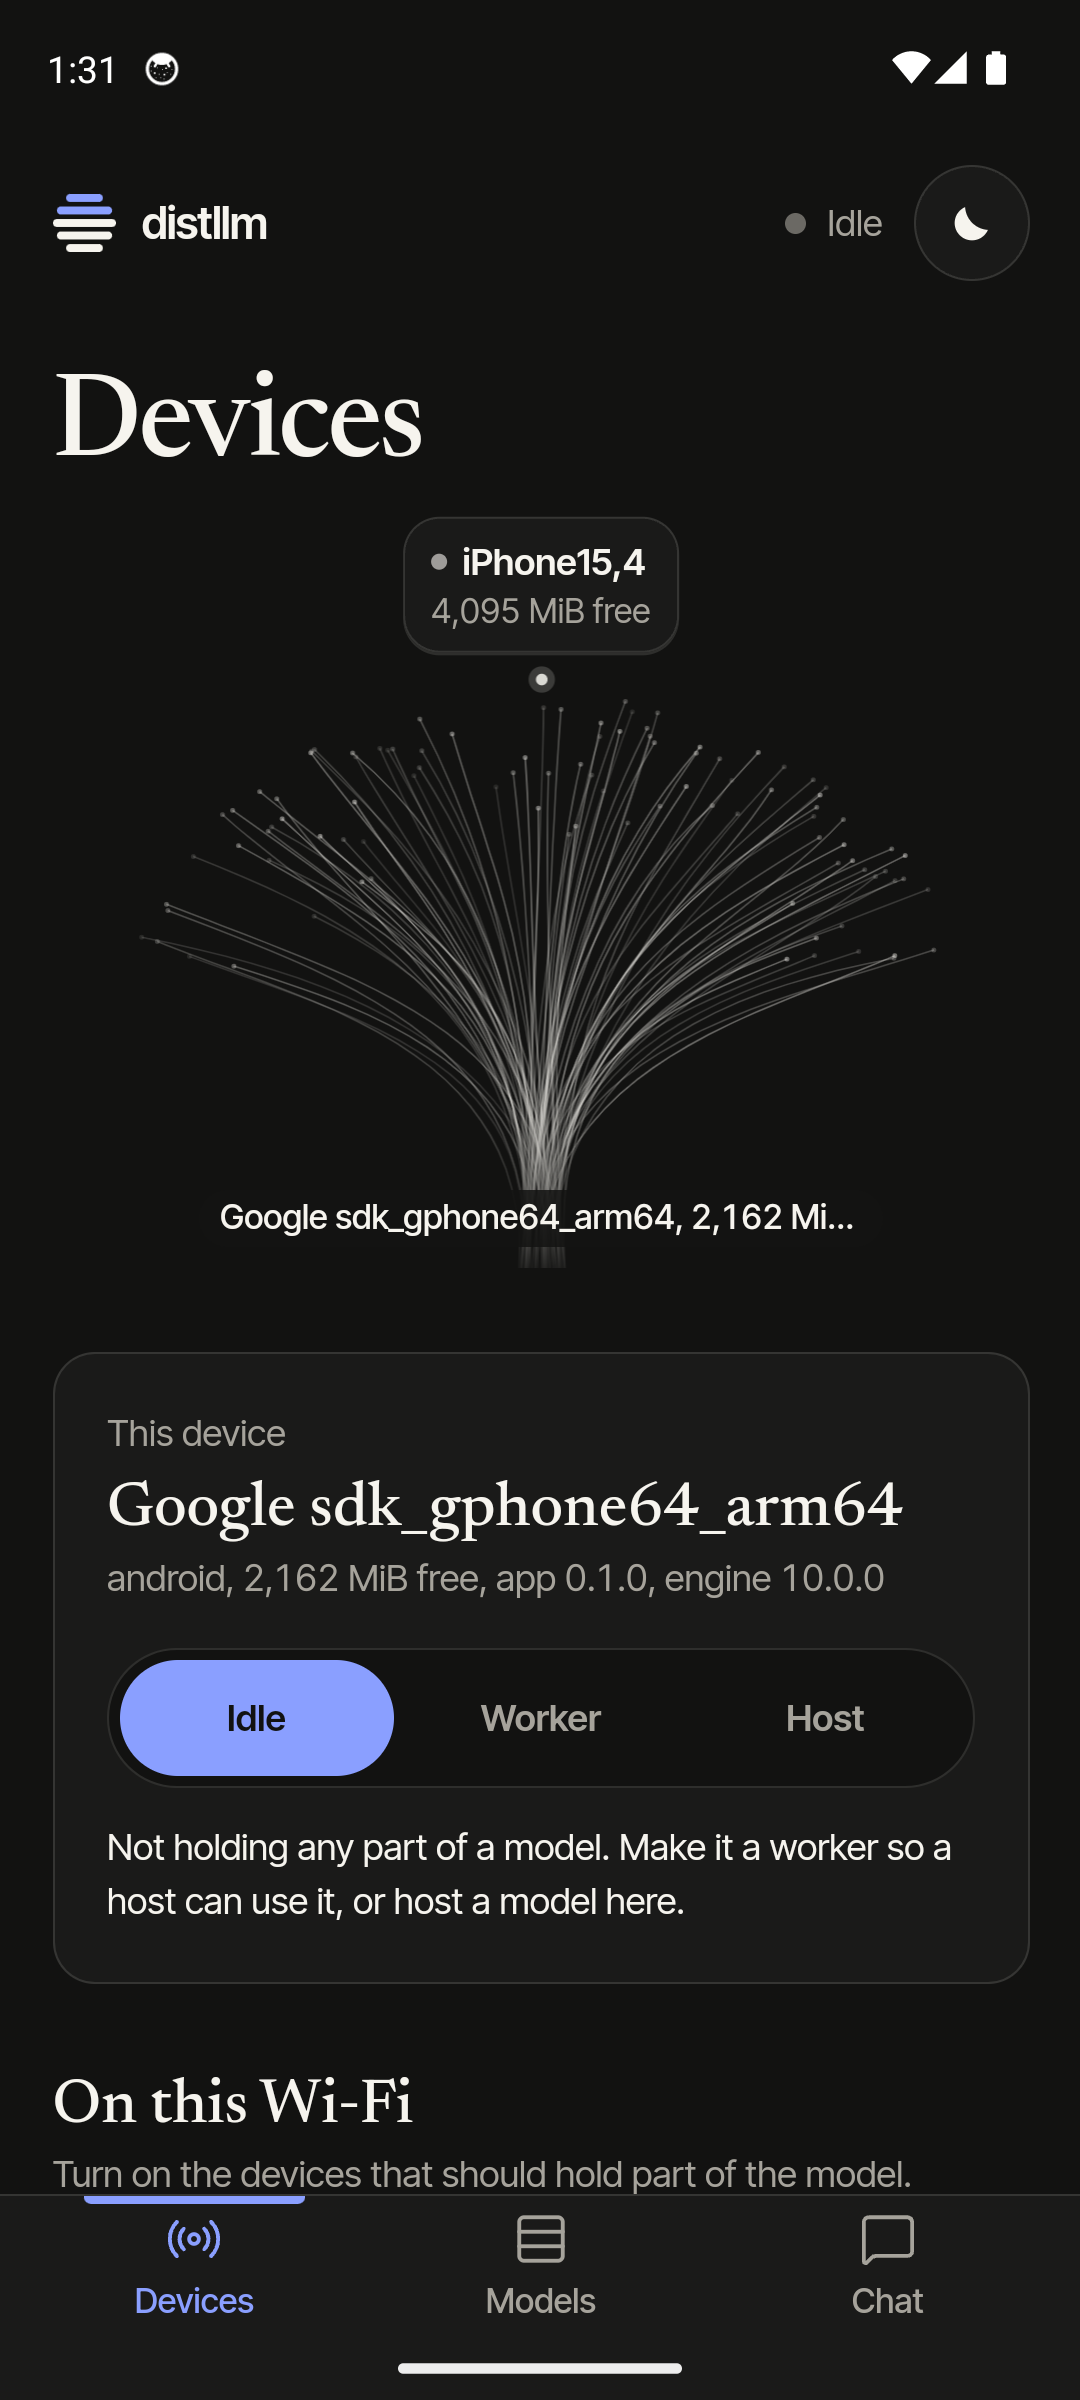 1:31
distllm
Idle
Devices
iPhone15,4
4,095 MiB free
Google sdk_gphone64_arm64, 2,162 Mi...
This device
Google sdk_gphone64_arm64
android, 2,162 MiB free, app 0.1.0, engine 10.0.0
Idle Worker Host
Not holding any part of a model. Make it a worker so a
host can use it, or host a model here.
On this Wi-Fi
Turn on the devices that should hold part of the model.
Devices Models Chat